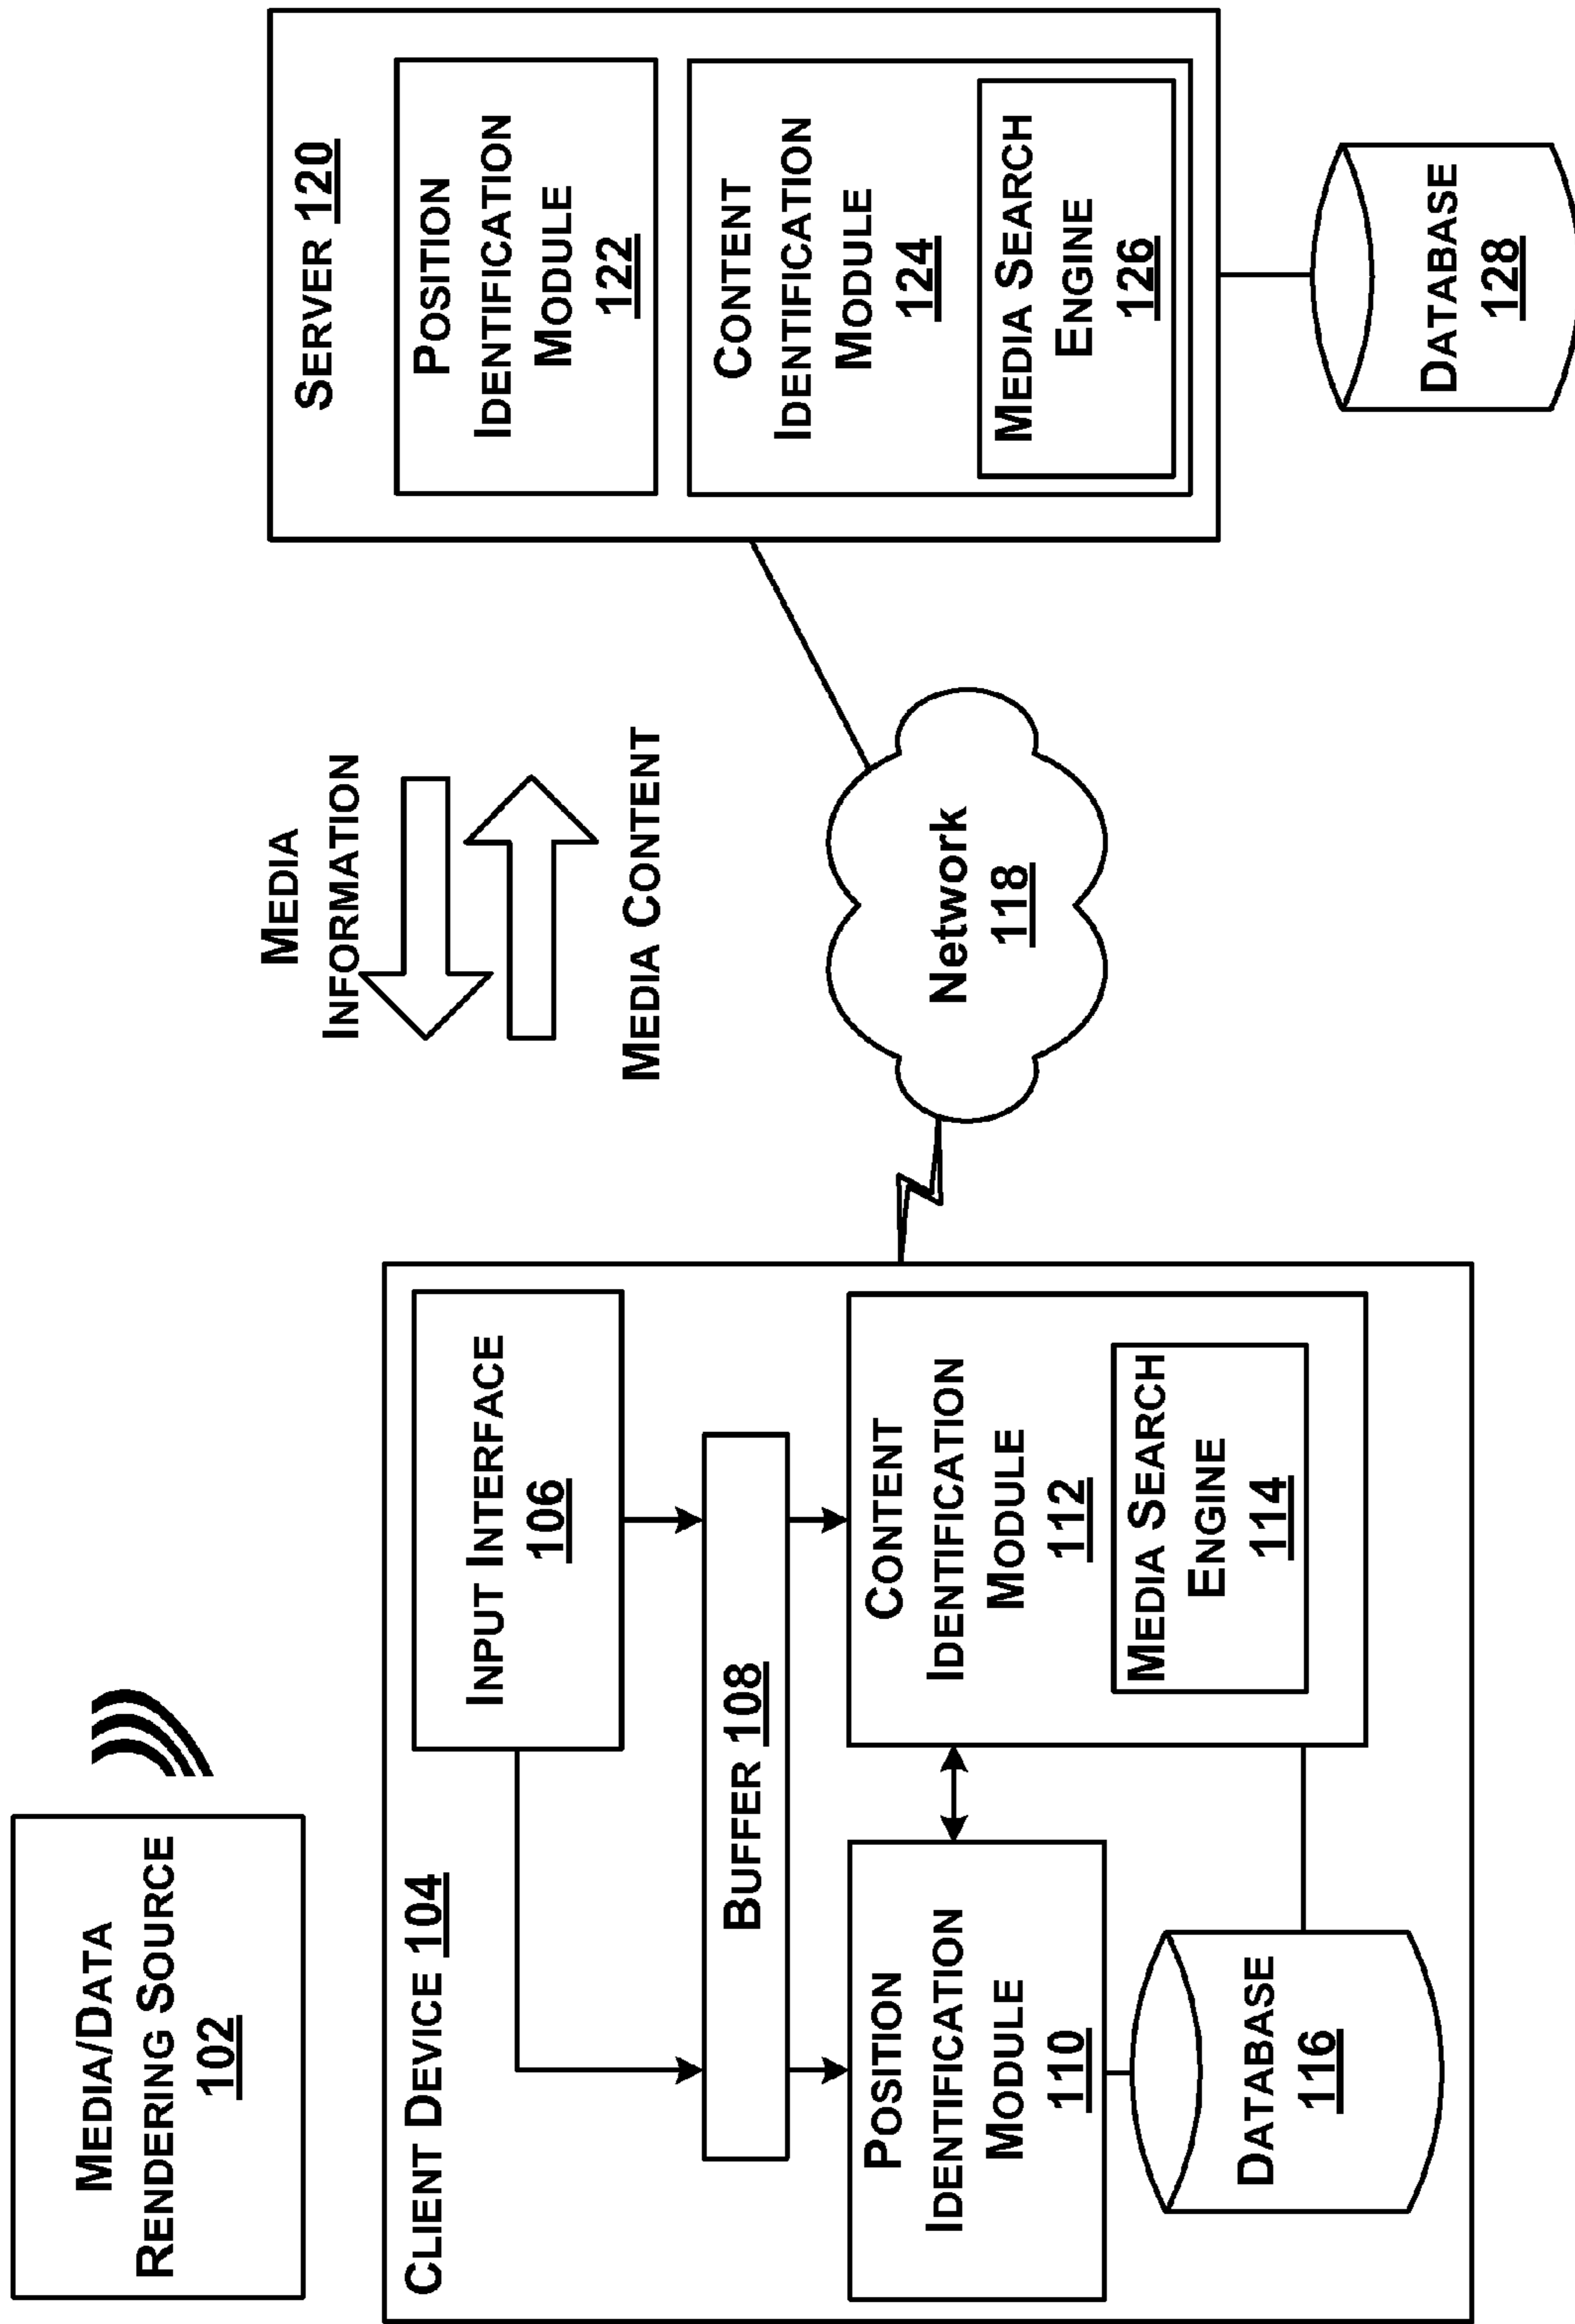 MEDIA/DATA
RENDERING SOURCE
102
CLIENT DEVICE 104
INPUT INTERFACE
106
BUFFER 108
POSITION
IDENTIFICATION
MODULE
110
CONTENT
IDENTIFICATION
MODULE
112
MEDIA SEARCH
ENGINE
114
DATABASE
116
MEDIA
INFORMATION
MEDIA CONTENT
Network
118
SERVER 120
POSITION
IDENTIFICATION
MODULE
122
CONTENT
IDENTIFICATION
MODULE
124
MEDIA SEARCH
ENGINE
126
DATABASE
128